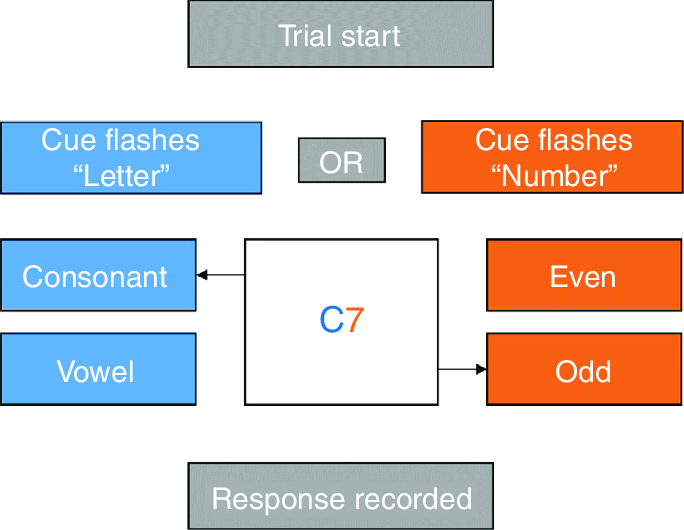 Trial start
Cue flashes
“Letter”
OR
Cue flashes
“Number”
Consonant
C7
Even
Vowel
Odd
Response recorded